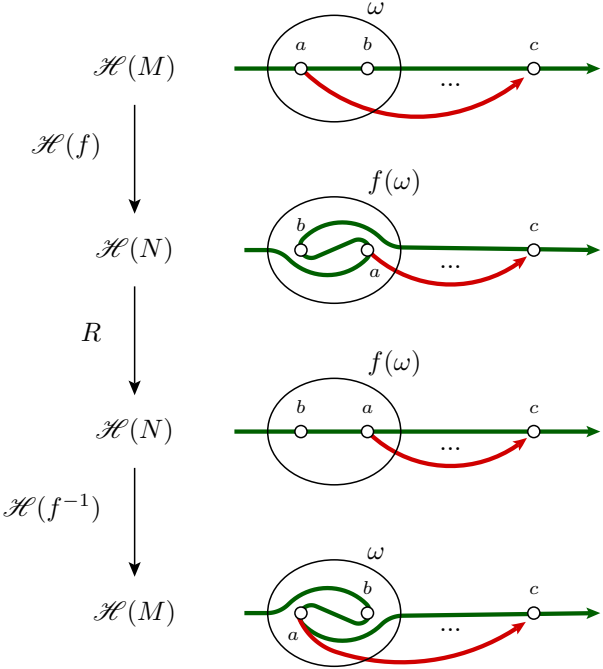 ω
a b c
ℋ(M)
...
ℋ(f)
f(ω)
b c
ℋ(N)
a ...
R
f(ω)
b a c
ℋ(N)
...
ℋ(f⁻¹)
ω
b c
ℋ(M)
a ...